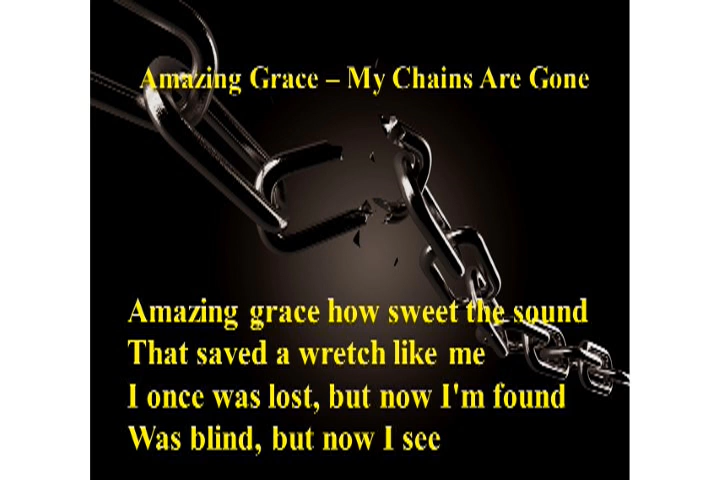 Amazing Grace – My Chains Are Gone
Amazing grace how sweet the sound
That saved a wretch like me
I once was lost, but now I'm found
Was blind, but now I see